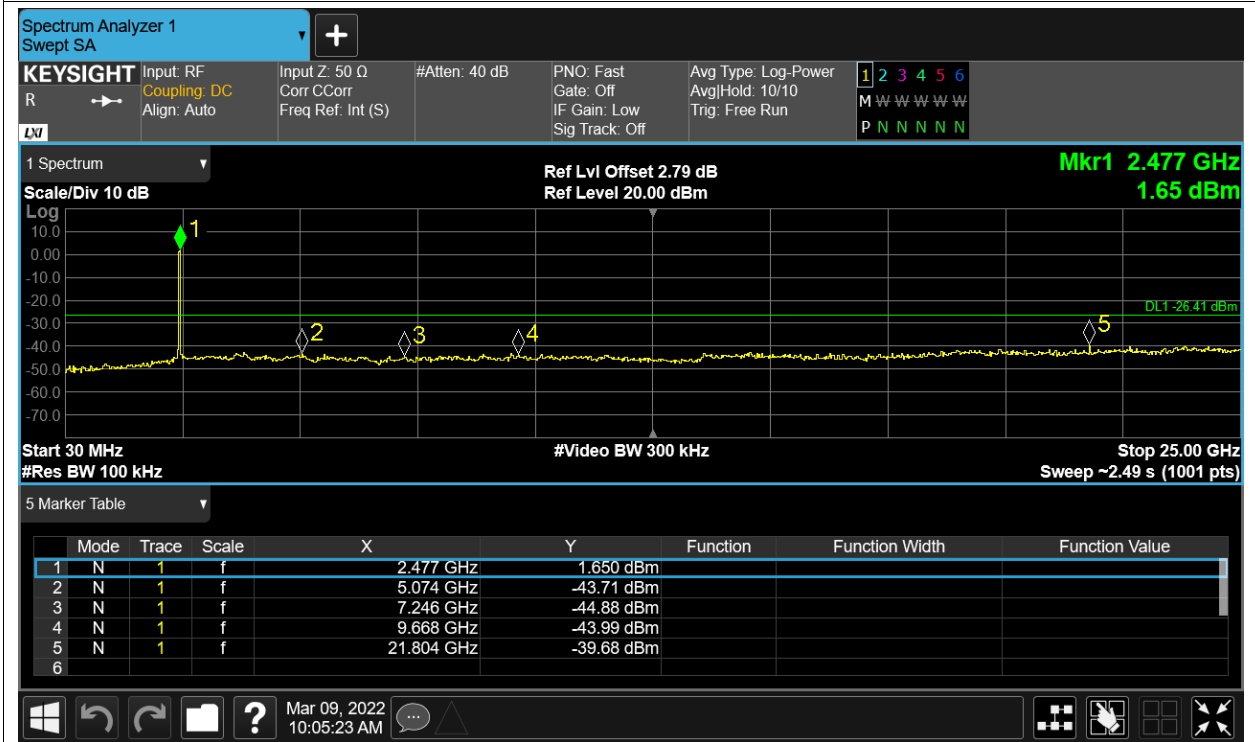 Spectrum Analyzer 1
Swept SA
+
KEYSIGHT
R
LXI
Input: RF
Coupling: DC
Align: Auto
Input Z: 50 Ω
Corr CCorr
Freq Ref: Int (S)
#Atten: 40 dB
PNO: Fast
Gate: Off
IF Gain: Low
Sig Track: Off
Avg Type: Log-Power
Avg|Hold: 10/10
Trig: Free Run
1 2 3 4 5 6
M W W W W W
P N N N N N
1 Spectrum
Scale/Div 10 dB
Ref Lvl Offset 2.79 dB
Ref Level 20.00 dBm
Mkr1 2.477 GHz
1.65 dBm
Log
10.0
0.00
-10.0
-20.0
-30.0
-40.0
-50.0
-60.0
-70.0
1
2
3
4
5
DL1 -26.41 dBm
Start 30 MHz
#Video BW 300 kHz
Stop 25.00 GHz
#Res BW 100 kHz
Sweep ~2.49 s (1001 pts)
5 Marker Table
Mode Trace Scale X Y Function Function Width Function Value
1 N 1 f 2.477 GHz 1.650 dBm
2 N 1 f 5.074 GHz -43.71 dBm
3 N 1 f 7.246 GHz -44.88 dBm
4 N 1 f 9.668 GHz -43.99 dBm
5 N 1 f 21.804 GHz -39.68 dBm
6
?
Mar 09, 2022
10:05:23 AM